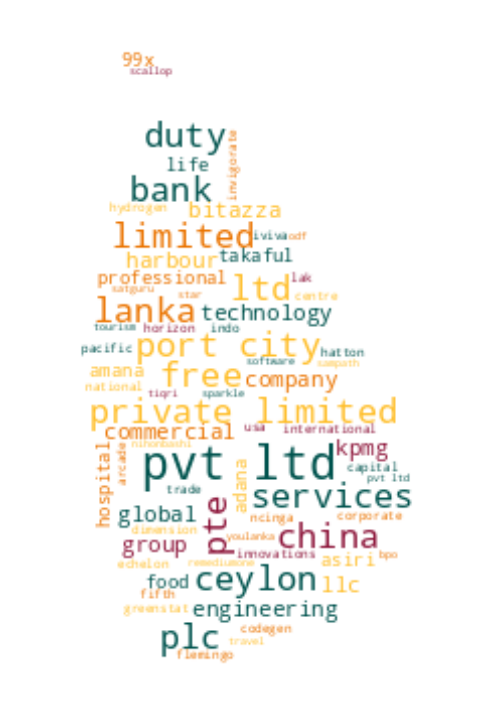 99x
scallop
duty
life
invigorate
bank
hydrogen bitazza
limited iviva odf
harbour takaful
professional ltd lak
satguru star centre
lanka technology
tourism horizon indo
pacific port city hatton
software sampath
amana free company
national tiqri sparkle
private limited
commercial usa international
nihonbashi
hospital arcade pvt ltd kpmg
capital
pvt ltd
trade adana services
global pte ncinga corporate
dimension youlanka china
group innovations asiri bpo
echelon remediumone
food ceylon llc
fifth
greenstat engineering
plc codegen
travel
flemingo